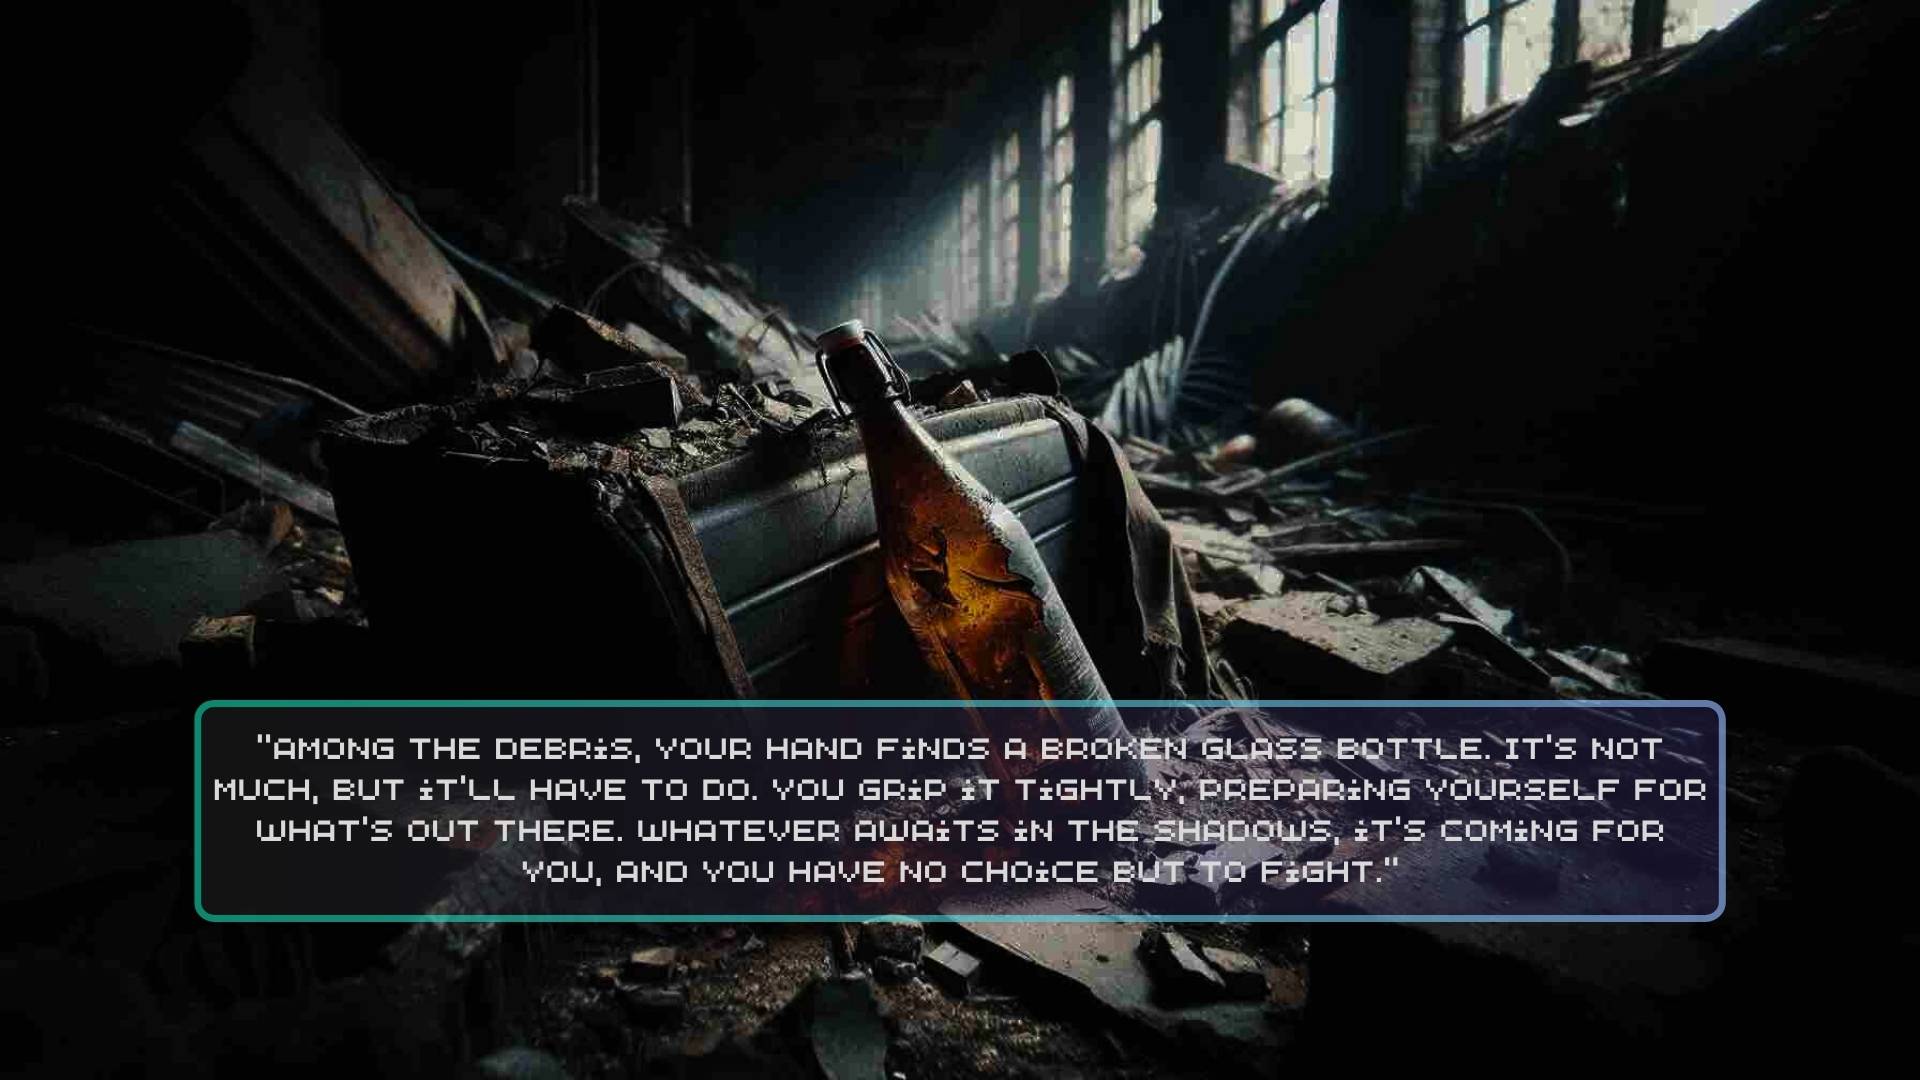 "AMONG THE DEBRiS, YOUR HAND FiNDS A BROKEN GLASS BOTTLE. IT'S NOT
MUCH, BUT iT'LL HAVE TO DO. YOU GRiP iT TiGHTLY, PREPARiNG YOURSELF FOR
WHAT'S OUT THERE. WHATEVER AWAiTS iN THE SHADOWS, iT'S COMiNG FOR
YOU, AND YOU HAVE NO CHOiCE BUT TO FiGHT."